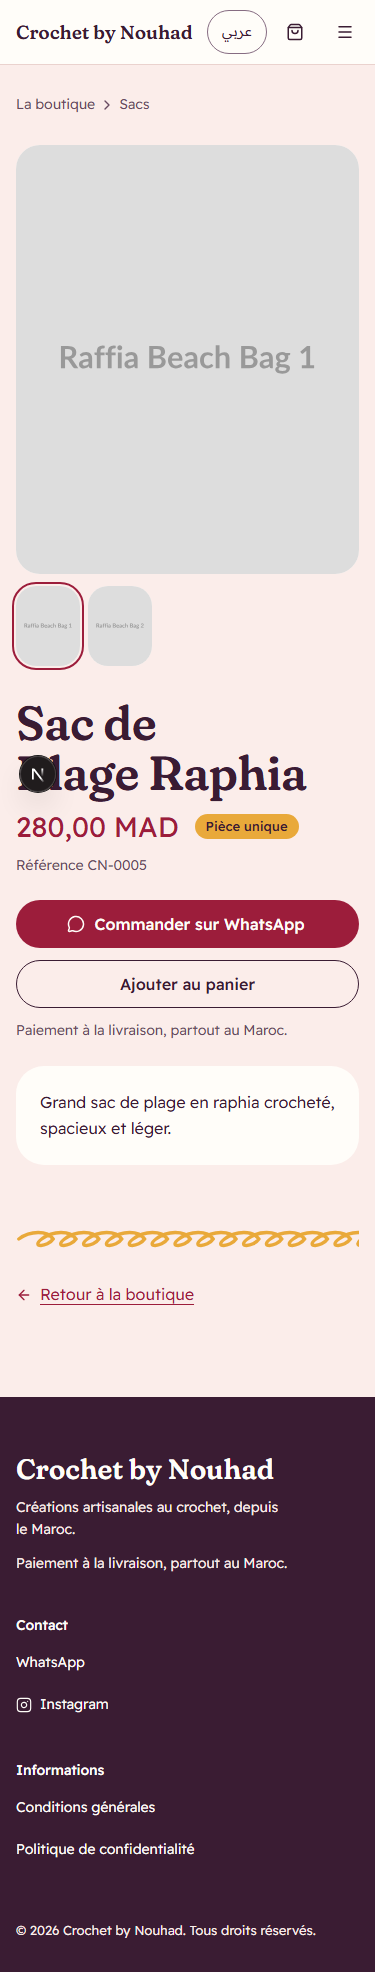 Crochet by Nouhad
عربي
La boutique > Sacs
Raffia Beach Bag 1
Raffia Beach Bag 1
Raffia Beach Bag 2
Sac de
Plage Raphia
N
280,00 MAD
Pièce unique
Référence CN-0005
Commander sur WhatsApp
Ajouter au panier
Paiement à la livraison, partout au Maroc.
Grand sac de plage en raphia crocheté,
spacieux et léger.
Retour à la boutique
Crochet by Nouhad
Créations artisanales au crochet, depuis
le Maroc.
Paiement à la livraison, partout au Maroc.
Contact
WhatsApp
Instagram
Informations
Conditions générales
Politique de confidentialité
© 2026 Crochet by Nouhad. Tous droits réservés.